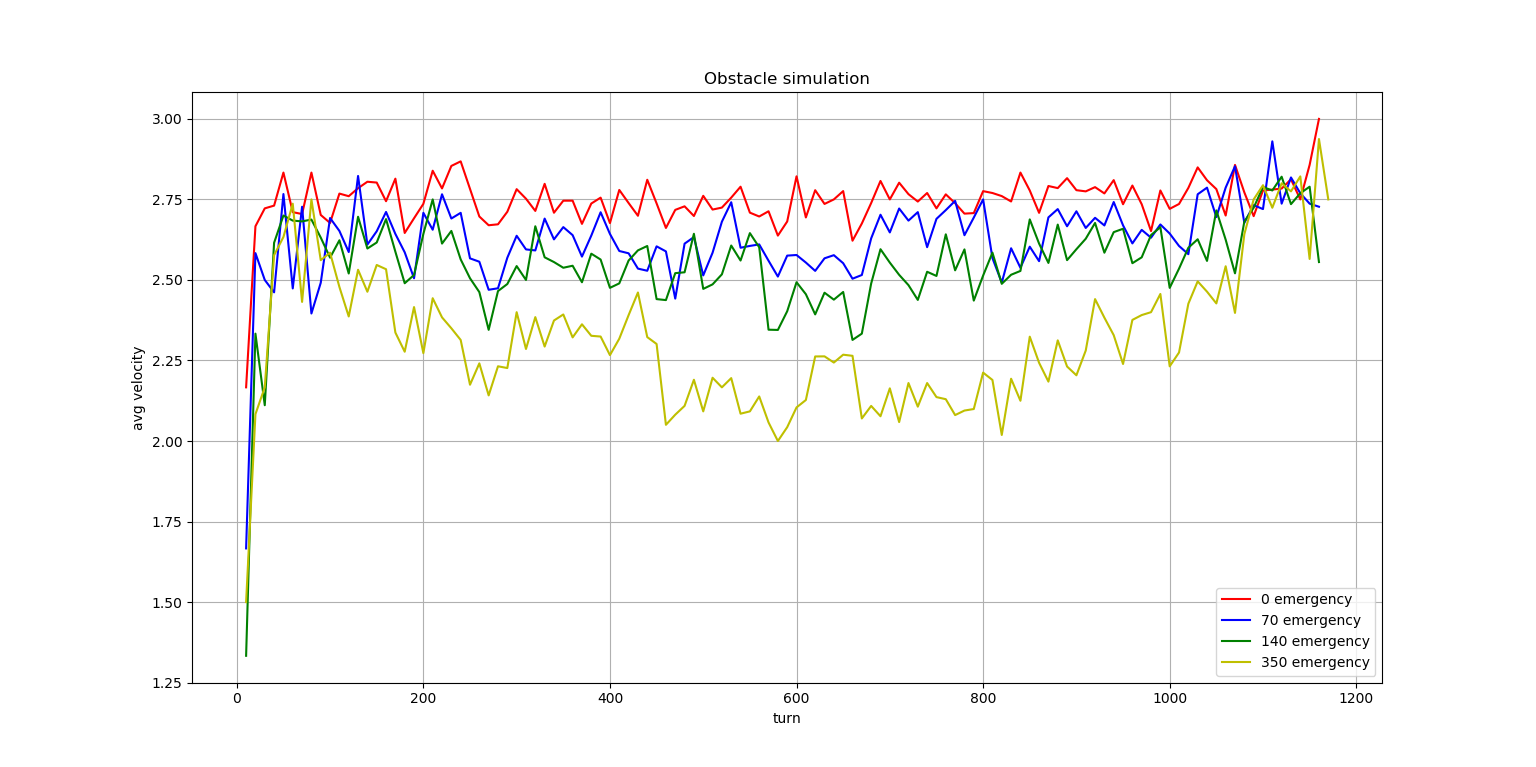 Obstacle simulation
3.00
2.75
2.50
2.25
2.00
1.75
1.50
1.25
avg velocity
0 emergency
70 emergency
140 emergency
350 emergency
0 200 400 600 800 1000 1200
turn